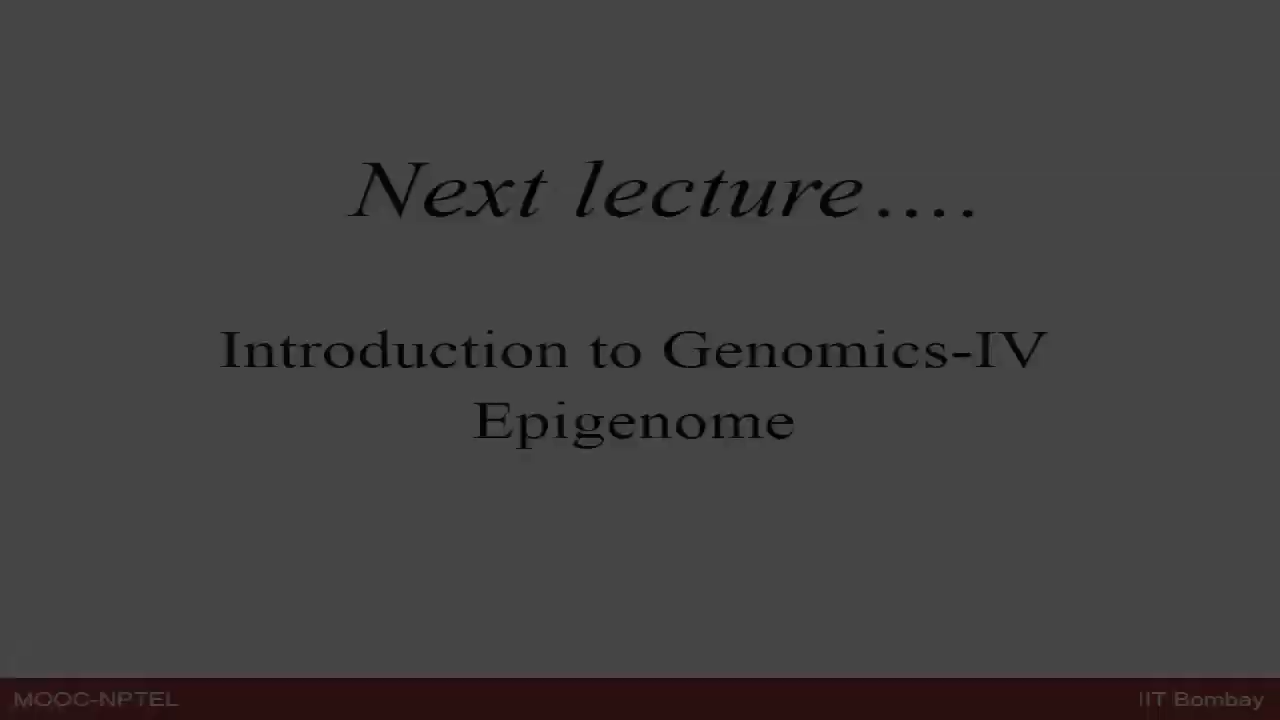 Next lecture....
Introduction to Genomics-IV
Epigenome
MOOC-NPTEL
IIT Bombay